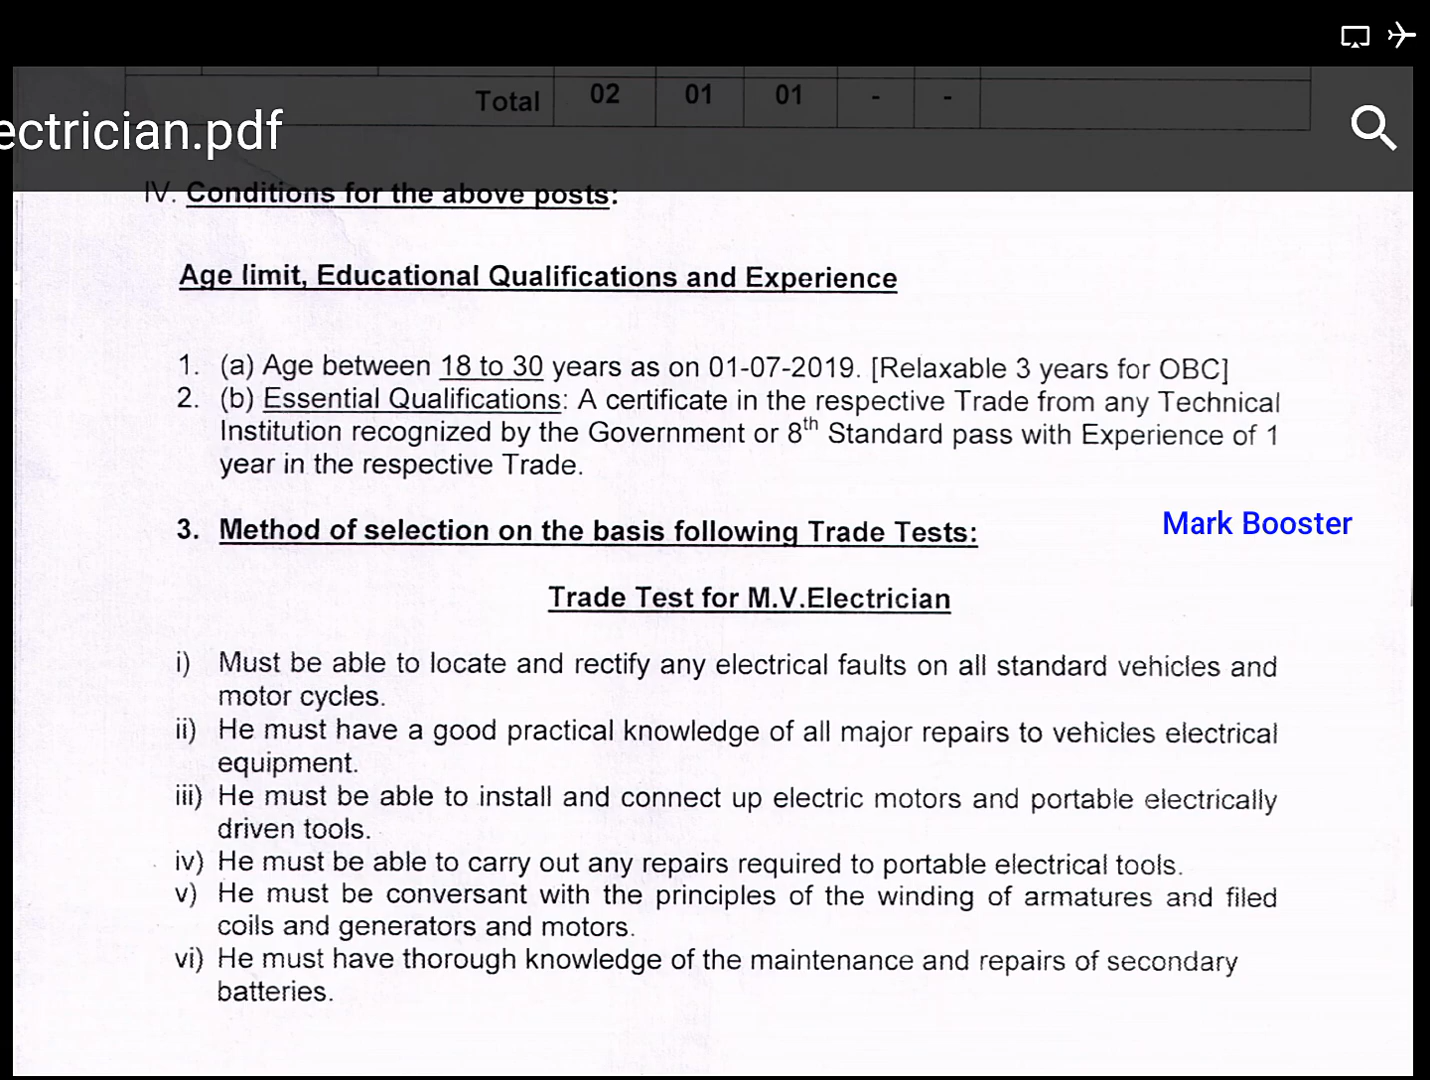 Total 02 01 01 - -
ectrician.pdf
IV. Conditions for the above posts:
Age limit, Educational Qualifications and Experience
1. (a) Age between 18 to 30 years as on 01-07-2019. [Relaxable 3 years for OBC]
2. (b) Essential Qualifications: A certificate in the respective Trade from any Technical
Institution recognized by the Government or 8th Standard pass with Experience of 1
year in the respective Trade.
3. Method of selection on the basis following Trade Tests:
Mark Booster
Trade Test for M.V.Electrician
i) Must be able to locate and rectify any electrical faults on all standard vehicles and
motor cycles.
ii) He must have a good practical knowledge of all major repairs to vehicles electrical
equipment.
iii) He must be able to install and connect up electric motors and portable electrically
driven tools.
iv) He must be able to carry out any repairs required to portable electrical tools.
v) He must be conversant with the principles of the winding of armatures and filed
coils and generators and motors.
vi) He must have thorough knowledge of the maintenance and repairs of secondary
batteries.